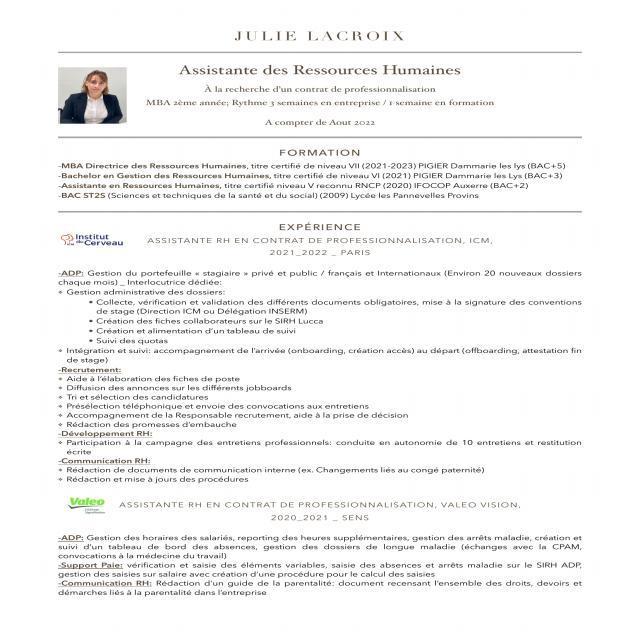 JULIE LACROIX
Assistante des Ressources Humaines
À la recherche d'un contrat de professionnalisation
MBA 2ème année; Rythme 3 semaines en entreprise / 1 semaine en formation
A compter de Aout 2022
FORMATION
-MBA Directrice des Ressources Humaines, titre certifié de niveau VII (2021-2023) PIGIER Dammarie les lys (BAC+5)
-Bachelor en Gestion des Ressources Humaines, titre certifié de niveau VI (2021) PIGIER Dammarie les Lys (BAC+3)
-Assistante en Ressources Humaines, titre certifié niveau V reconnu RNCP (2020) IFOCOP Auxerre (BAC+2)
-BAC ST2S (Sciences et techniques de la santé et du social) (2009) Lycée les Pannevelles Provins
EXPÉRIENCE
Institut
du Cerveau
ASSISTANTE RH EN CONTRAT DE PROFESSIONNALISATION, ICM,
2021_2022 _ PARIS
-ADP: Gestion du portefeuille « stagiaire » privé et public / français et Internationaux (Environ 20 nouveaux dossiers
chaque mois) _ Interlocutrice dédiée:
Gestion administrative des dossiers:
• Collecte, vérification et validation des différents documents obligatoires, mise à la signature des conventions
de stage (Direction ICM ou Délégation INSERM)
• Création des fiches collaborateurs sur le SIRH Lucca
• Création et alimentation d'un tableau de suivi
• Suivi des quotas
Intégration et suivi: accompagnement de l'arrivée (onboarding, création accès) au départ (offboarding, attestation fin
de stage)
-Recrutement:
Aide à l'élaboration des fiches de poste
Diffusion des annonces sur les différents jobboards
Tri et sélection des candidatures
Présélection téléphonique et envoie des convocations aux entretiens
Accompagnement de la Responsable recrutement, aide à la prise de décision
Rédaction des promesses d'embauche
-Développement RH:
Participation à la campagne des entretiens professionnels: conduite en autonomie de 10 entretiens et restitution
écrite
-Communication RH:
Rédaction de documents de communication interne (ex. Changements liés au congé paternité)
Rédaction et mise à jours des procédures
Valeo
ASSISTANTE RH EN CONTRAT DE PROFESSIONNALISATION, VALEO VISION,
2020_2021 _ SENS
-ADP: Gestion des horaires des salariés, reporting des heures supplémentaires, gestion des arrêts maladie, création et
suivi d'un tableau de bord des absences, gestion des dossiers de longue maladie (échanges avec la CPAM,
convocations à la médecine du travail)
-Support Paie: vérification et saisie des éléments variables, saisie des absences et arrêts maladie sur le SIRH ADP,
gestion des saisies sur salaire avec création d'une procédure pour le calcul des saisies
-Communication RH: Rédaction d'un guide de la parentalité: document recensant l'ensemble des droits, devoirs et
démarches liés à la parentalité dans l'entreprise